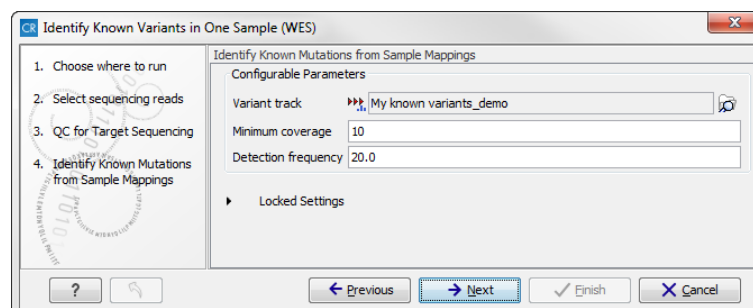 CR Identify Known Variants in One Sample (WES)
X
1. Choose where to run
2. Select sequencing reads
3. QC for Target Sequencing
4. Identify Known Mutations
from Sample Mappings
Identify Known Mutations from Sample Mappings
Configurable Parameters
Variant track My known variants_demo
Minimum coverage 10
Detection frequency 20.0
Locked Settings
? Previous Next Finish Cancel